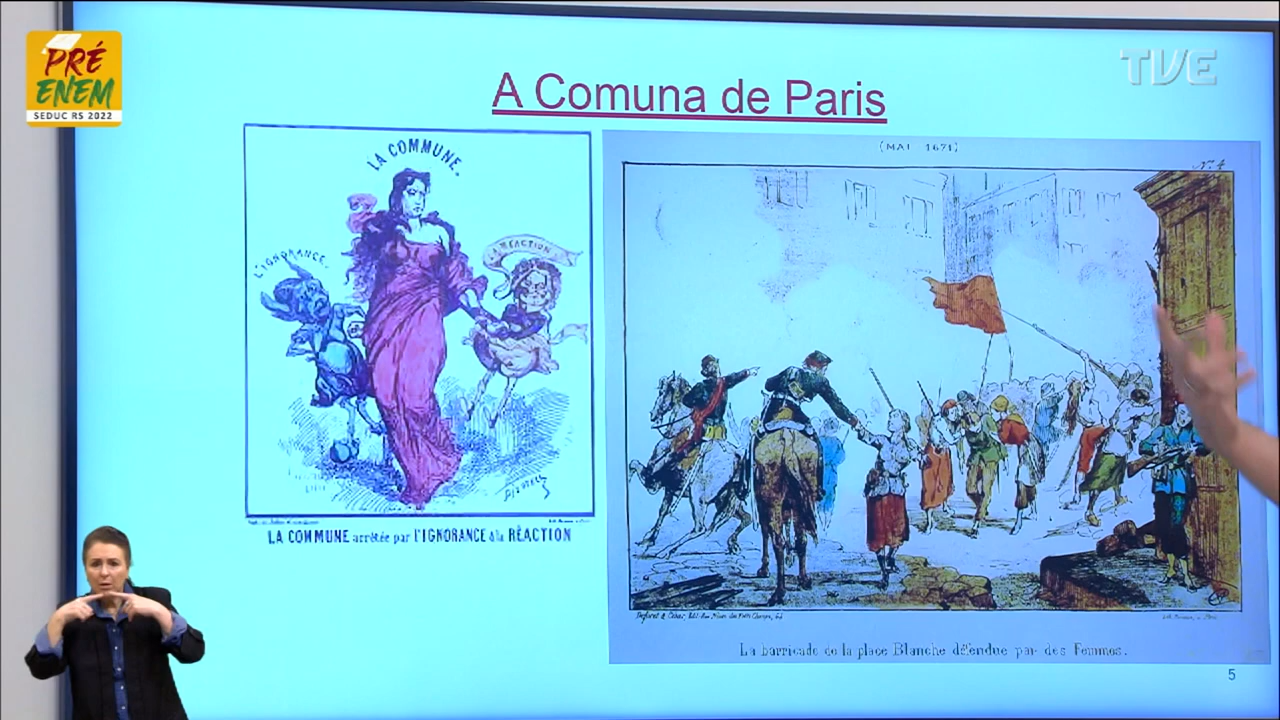 PRÉ
ENEM
SEDUC RS 2022
TVE
A Comuna de Paris
LA COMMUNE.
L'IGNORANCE.
LA RÉACTION
LA COMMUNE arrêtée par l'IGNORANCE & la RÉACTION
(MAI 1871)
N° 4
La barricade de la place Blanche défendue par des Femmes.
5